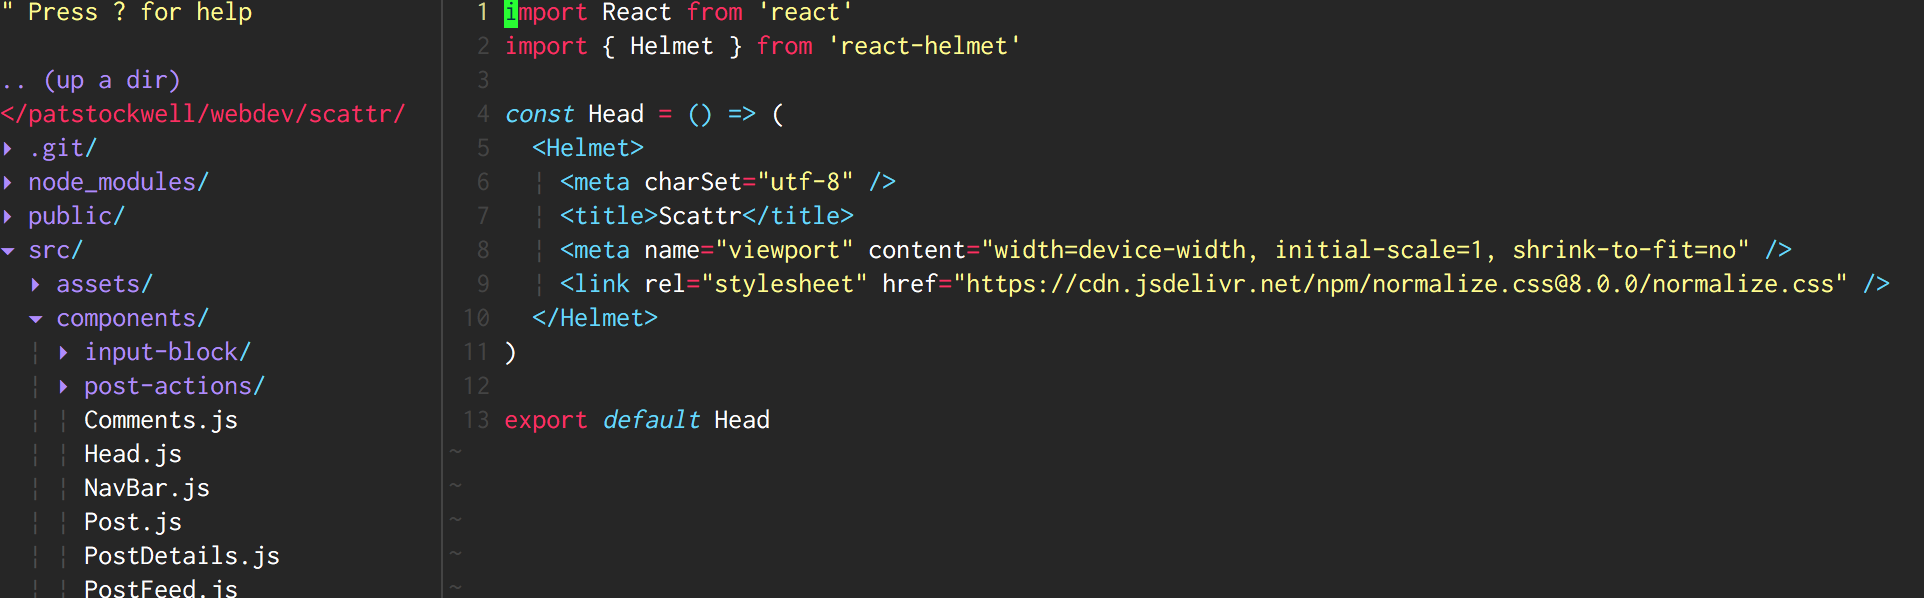 " Press ? for help
.. (up a dir)
</patstockwell/webdev/scattr/
▸ .git/
▸ node_modules/
▸ public/
▾ src/
▸ assets/
▾ components/
▸ input-block/
▸ post-actions/
Comments.js
Head.js
NavBar.js
Post.js
PostDetails.js
PostFeed.js
1 import React from 'react'
2 import { Helmet } from 'react-helmet'
3
4 const Head = () => (
5   <Helmet>
6   ¦ <meta charSet="utf-8" />
7   ¦ <title>Scattr</title>
8   ¦ <meta name="viewport" content="width=device-width, initial-scale=1, shrink-to-fit=no" />
9   ¦ <link rel="stylesheet" href="https://cdn.jsdelivr.net/npm/normalize.css@8.0.0/normalize.css" />
10   </Helmet>
11 )
12
13 export default Head
~
~
~
~
~